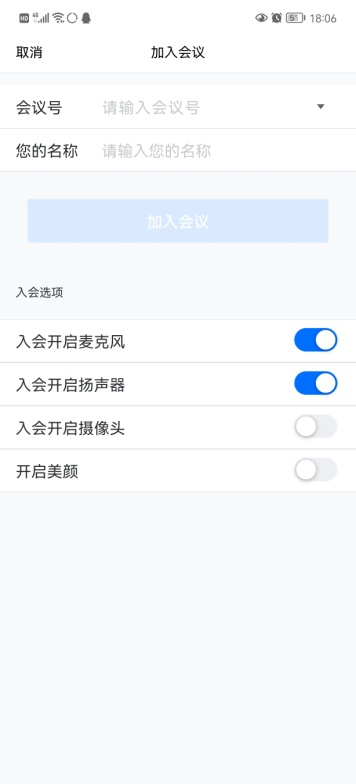 HD 4G 51 18:06
取消 加入会议
会议号 请输入会议号
您的名称 请输入您的名称
加入会议
入会选项
入会开启麦克风
入会开启扬声器
入会开启摄像头
开启美颜